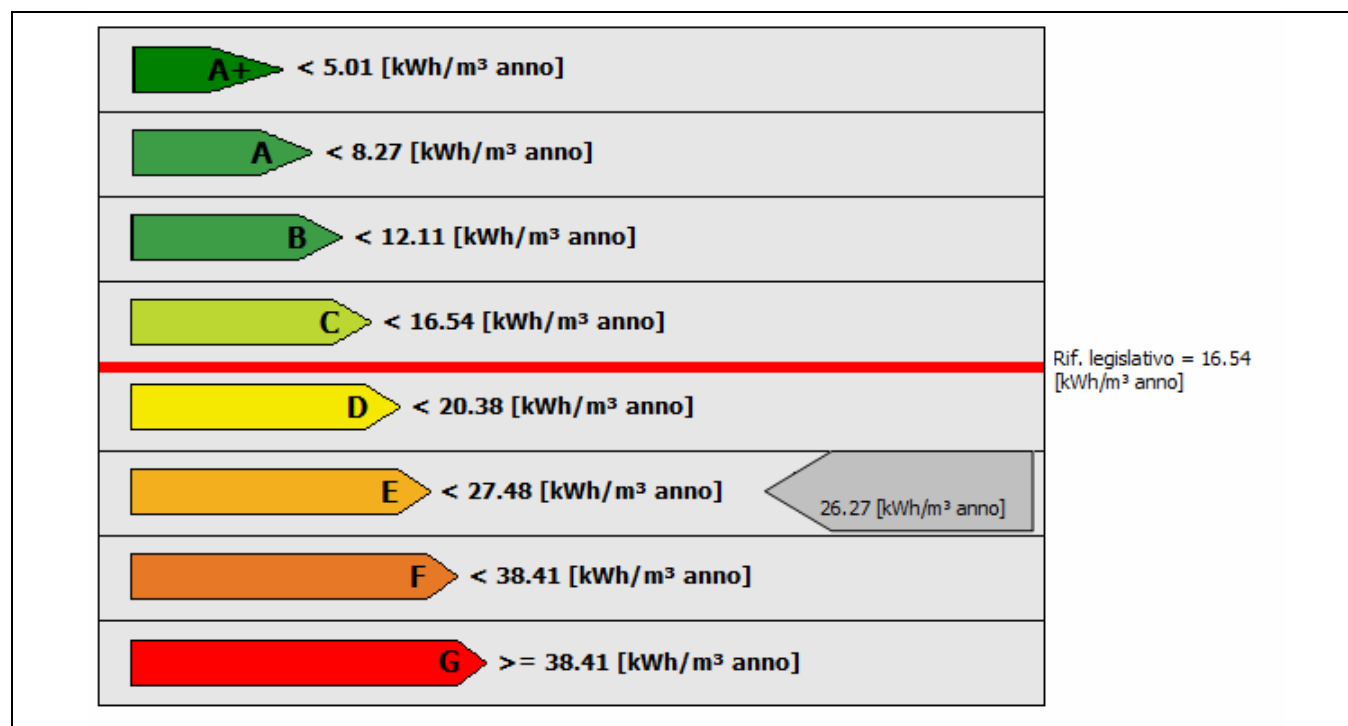 A+ < 5.01 [kWh/m³ anno]
A < 8.27 [kWh/m³ anno]
B < 12.11 [kWh/m³ anno]
C < 16.54 [kWh/m³ anno]
Rif. legislativo = 16.54
[kWh/m³ anno]
D < 20.38 [kWh/m³ anno]
E < 27.48 [kWh/m³ anno]
26.27 [kWh/m³ anno]
F < 38.41 [kWh/m³ anno]
G >= 38.41 [kWh/m³ anno]